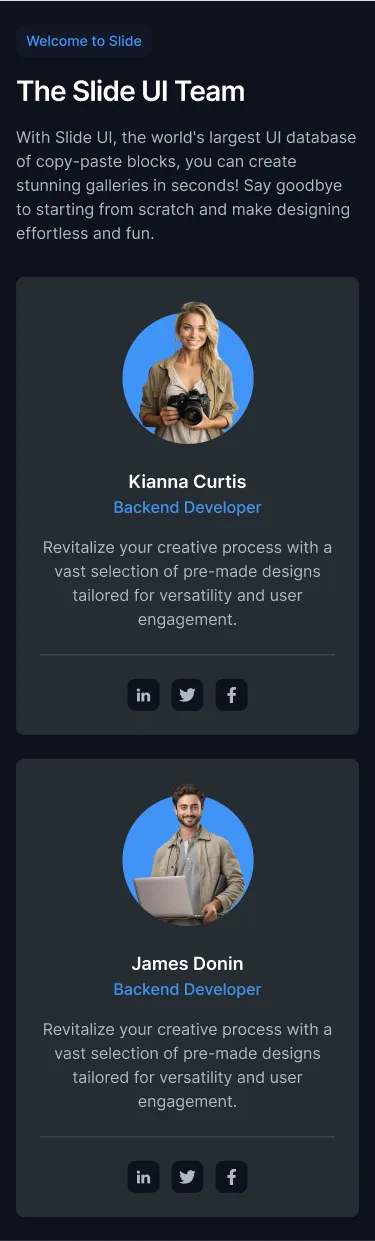 Welcome to Slide
The Slide UI Team
With Slide UI, the world's largest UI database
of copy-paste blocks, you can create
stunning galleries in seconds! Say goodbye
to starting from scratch and make designing
effortless and fun.
Kianna Curtis
Backend Developer
Revitalize your creative process with a
vast selection of pre-made designs
tailored for versatility and user
engagement.
in
f
James Donin
Backend Developer
Revitalize your creative process with a
vast selection of pre-made designs
tailored for versatility and user
engagement.
in
f